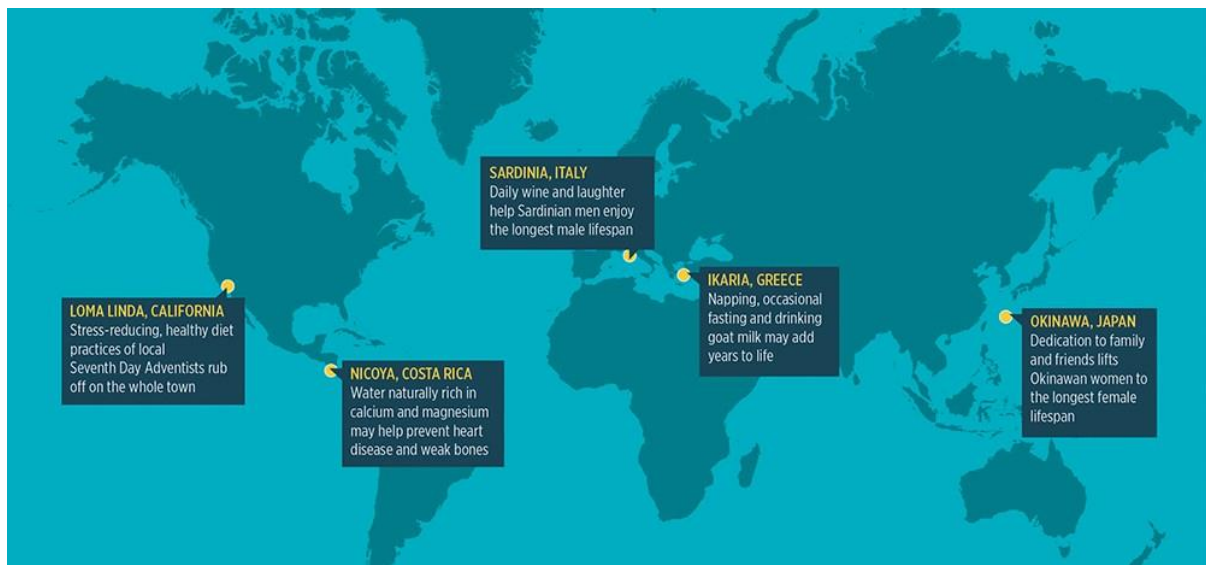 SARDINIA, ITALY
Daily wine and laughter
help Sardinian men enjoy
the longest male lifespan
IKARIA, GREECE
Napping, occasional
fasting and drinking
goat milk may add
years to life
LOMA LINDA, CALIFORNIA
Stress-reducing, healthy diet
practices of local
Seventh Day Adventists rub
off on the whole town
NICOYA, COSTA RICA
Water naturally rich in
calcium and magnesium
may help prevent heart
disease and weak bones
OKINAWA, JAPAN
Dedication to family
and friends lifts
Okinawan women to
the longest female
lifespan